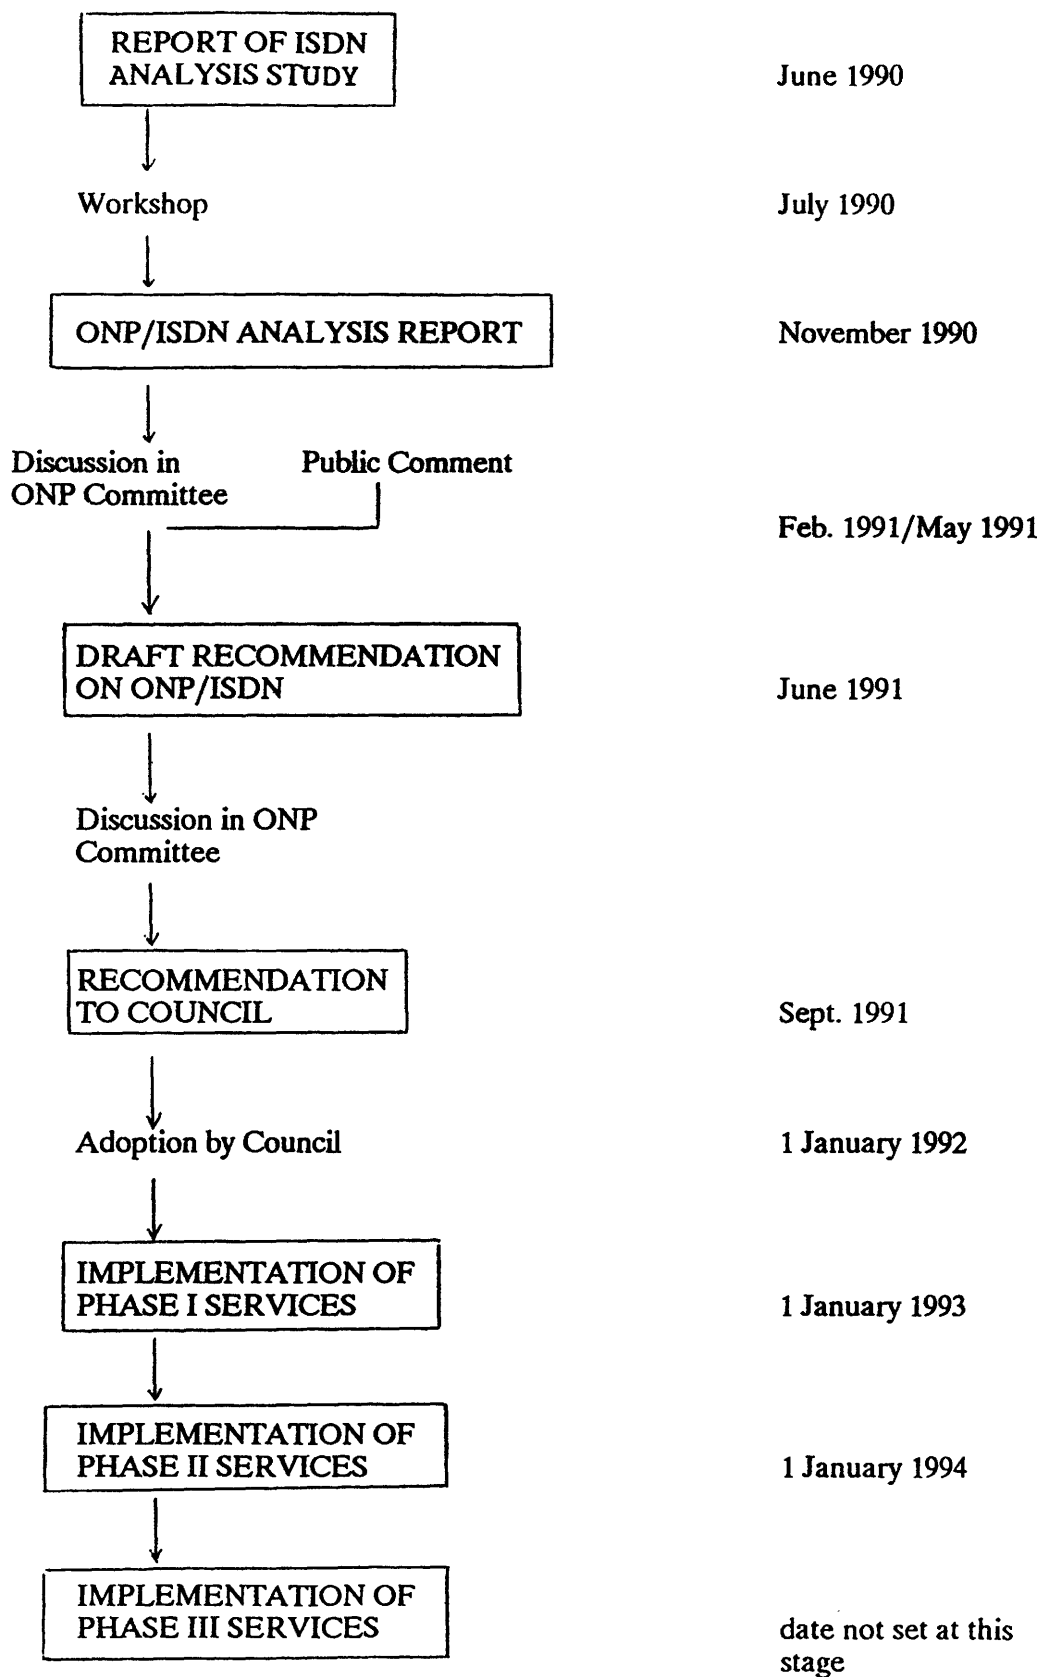 REPORT OF ISDN
ANALYSIS STUDY
June 1990
Workshop
July 1990
ONP/ISDN ANALYSIS REPORT
November 1990
Discussion in
ONP Committee
Public Comment
Feb. 1991/May 1991
DRAFT RECOMMENDATION
ON ONP/ISDN
June 1991
Discussion in ONP
Committee
RECOMMENDATION
TO COUNCIL
Sept. 1991
Adoption by Council
1 January 1992
IMPLEMENTATION OF
PHASE I SERVICES
1 January 1993
IMPLEMENTATION OF
PHASE II SERVICES
1 January 1994
IMPLEMENTATION OF
PHASE III SERVICES
date not set at this
stage